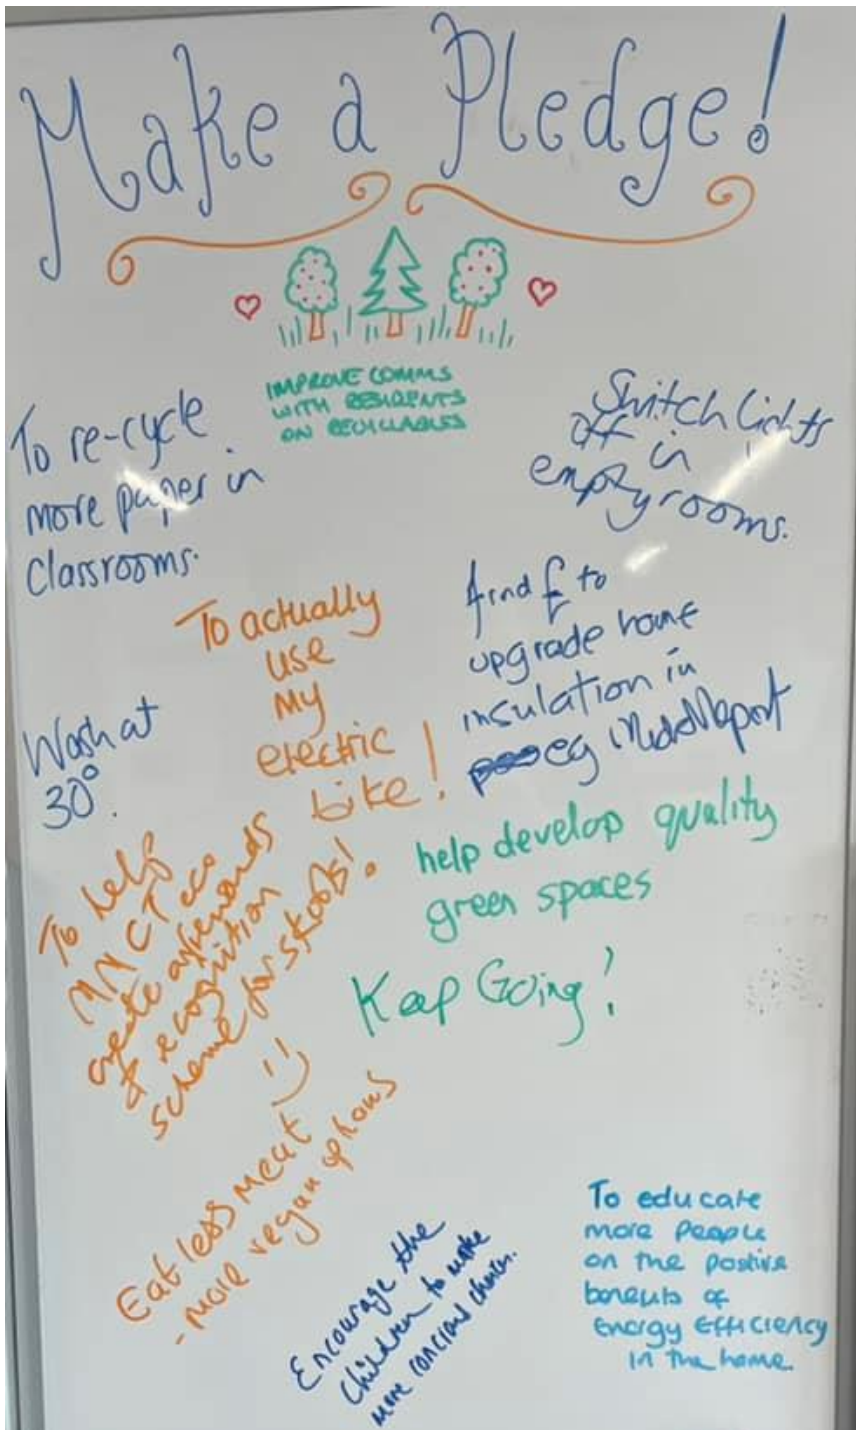 Make a Pledge!
IMPROVE COMMS
WITH RESIDENTS
ON RECYCLABLES
To re-cycle
more paper in
classrooms.
Switch lights
off in
empty rooms.
find £ to
upgrade home
insulation in
eg Middleport
To actually
use
my
electric
bike!
Wash at
30°.
help develop quality
green spaces
To help
create a rewards
& recognition
scheme for skools!
Keep Going!
Eat less meat
- more vegan options
Encourage the
children to make
more concious choices.
To educate
more people
on the positive
benefits of
energy efficiency
in the home.